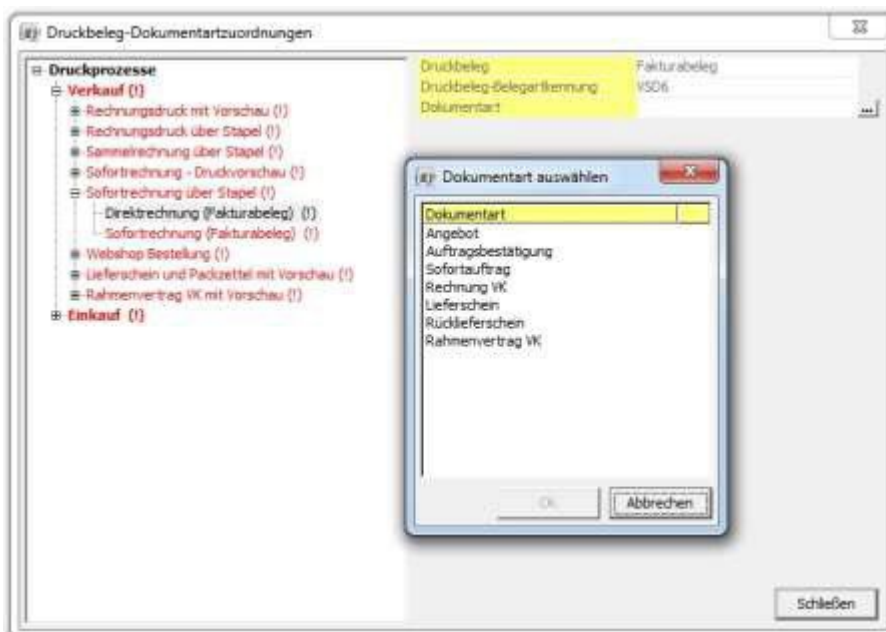 Druckbeleg-Dokumentartzuordnungen
Druckprozesse
Verkauf (!)
Rechnungsdruck mit Vorschau (!)
Rechnungsdruck über Stapel (!)
Sammelrechnung über Stapel (!)
Sofortrechnung - Druckvorschau (!)
Sofortrechnung über Stapel (!)
Direktrechnung (Fakturabeleg) (!)
Sofortrechnung (Fakturabeleg) (!)
Webshop Bestellung (!)
Lieferschein und Packzettel mit Vorschau (!)
Rahmenvertrag VK mit Vorschau (!)
Einkauf (!)
Druckbeleg Fakturabeleg
Druckbeleg-Belegartkennung VSD6
Dokumentart ...
Dokumentart auswählen
Dokumentart
Angebot
Auftragsbestätigung
Sofortauftrag
Rechnung VK
Lieferschein
Rücklieferschein
Rahmenvertrag VK
OK Abbrechen
Schließen